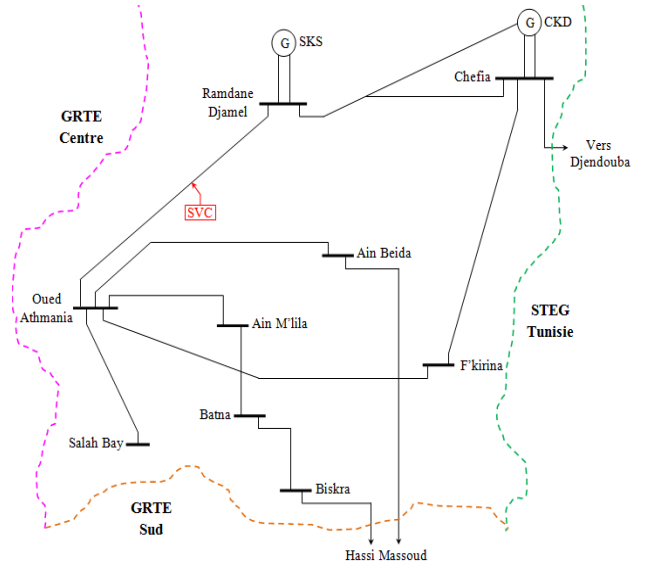 G
SKS
G
CKD
Ramdane
Djamel
Chefia
GRTE
Centre
Vers
Djendouba
SVC
Ain Beida
Oued
Athmania
Ain M'lila
STEG
Tunisie
F'kirina
Batna
Salah Bay
Biskra
GRTE
Sud
Hassi Massoud